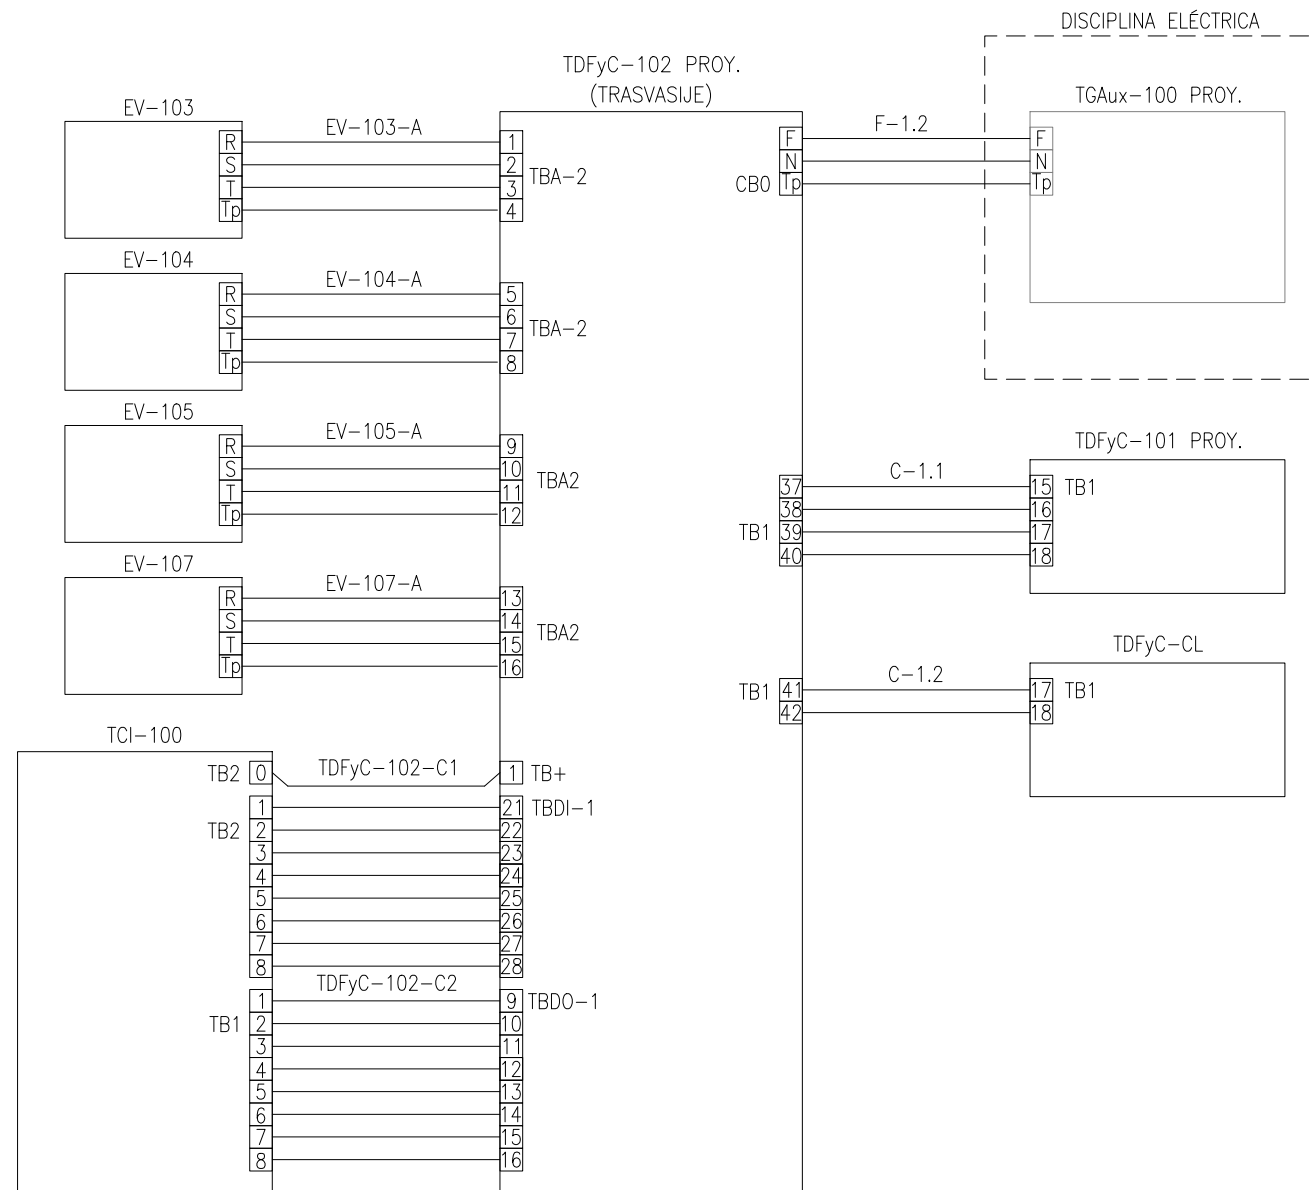 DISCIPLINA ELÉCTRICA
TDFyC-102 PROY.
(TRASVASIJE)
TGAux-100 PROY.
EV-103
EV-103-A
R
S
T
Tp
1
2
3
4
TBA-2
F
N
Tp
CB0
F-1.2
F
N
Tp
EV-104
EV-104-A
R
S
T
Tp
5
6
7
8
TBA-2
EV-105
EV-105-A
R
S
T
Tp
9
10
11
12
TBA2
TDFyC-101 PROY.
C-1.1
TB1
37
38
39
40
15
16
17
18
TB1
EV-107
EV-107-A
R
S
T
Tp
13
14
15
16
TBA2
TDFyC-CL
C-1.2
TB1
41
42
17
18
TB1
TCI-100
TB2
0
TDFyC-102-C1
1
TB+
TB2
1
2
3
4
5
6
7
8
21
22
23
24
25
26
27
28
TBDI-1
TDFyC-102-C2
TB1
1
2
3
4
5
6
7
8
9
10
11
12
13
14
15
16
TBDO-1